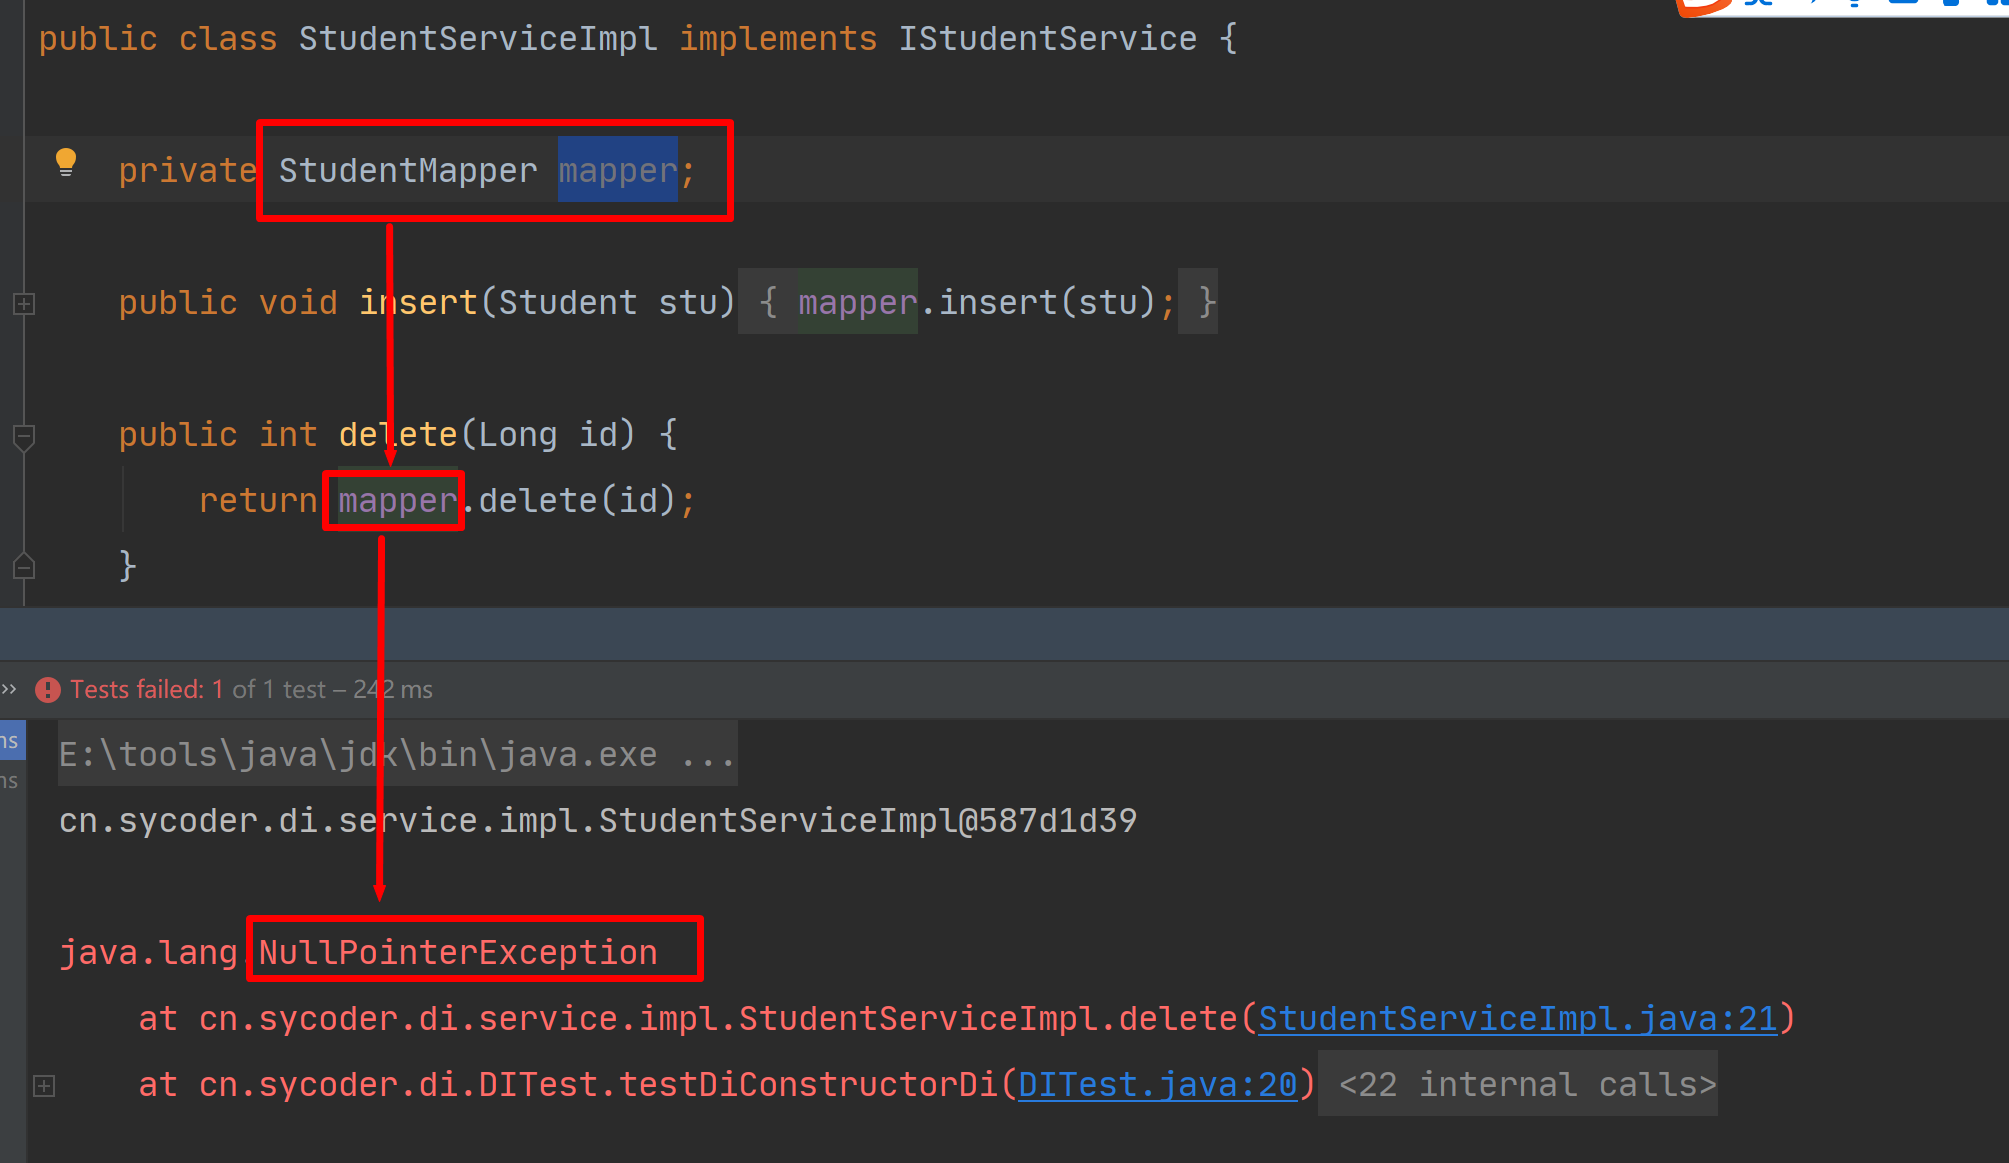 public class StudentServiceImpl implements IStudentService {
private StudentMapper mapper;
public void insert(Student stu) { mapper.insert(stu); }
public int delete(Long id) {
return mapper.delete(id);
}
>> Tests failed: 1 of 1 test – 242 ms
ns
ns
E:\tools\java\jdk\bin\java.exe ...
cn.sycoder.di.service.impl.StudentServiceImpl@587d1d39
java.lang.NullPointerException
at cn.sycoder.di.service.impl.StudentServiceImpl.delete(StudentServiceImpl.java:21)
at cn.sycoder.di.DITest.testDiConstructorDi(DITest.java:20) <22 internal calls>